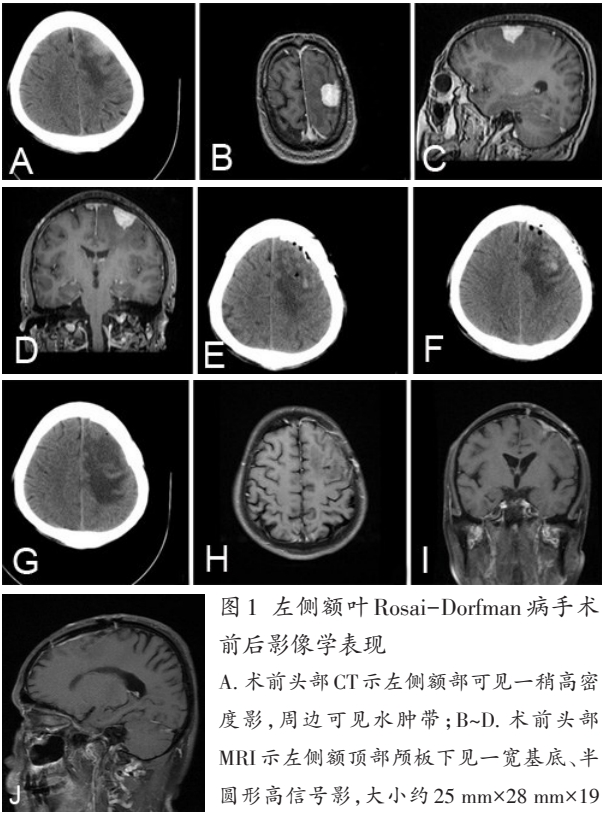 A
B
C
D
E
F
G
H
I
J
图1 左侧额叶Rosai-Dorfman病手术
前后影像学表现
A. 术前头部CT示左侧额部可见一稍高密
度影,周边可见水肿带;B~D. 术前头部
MRI示左侧额顶部颅板下见一宽基底、半
圆形高信号影,大小约25 mm×28 mm×19